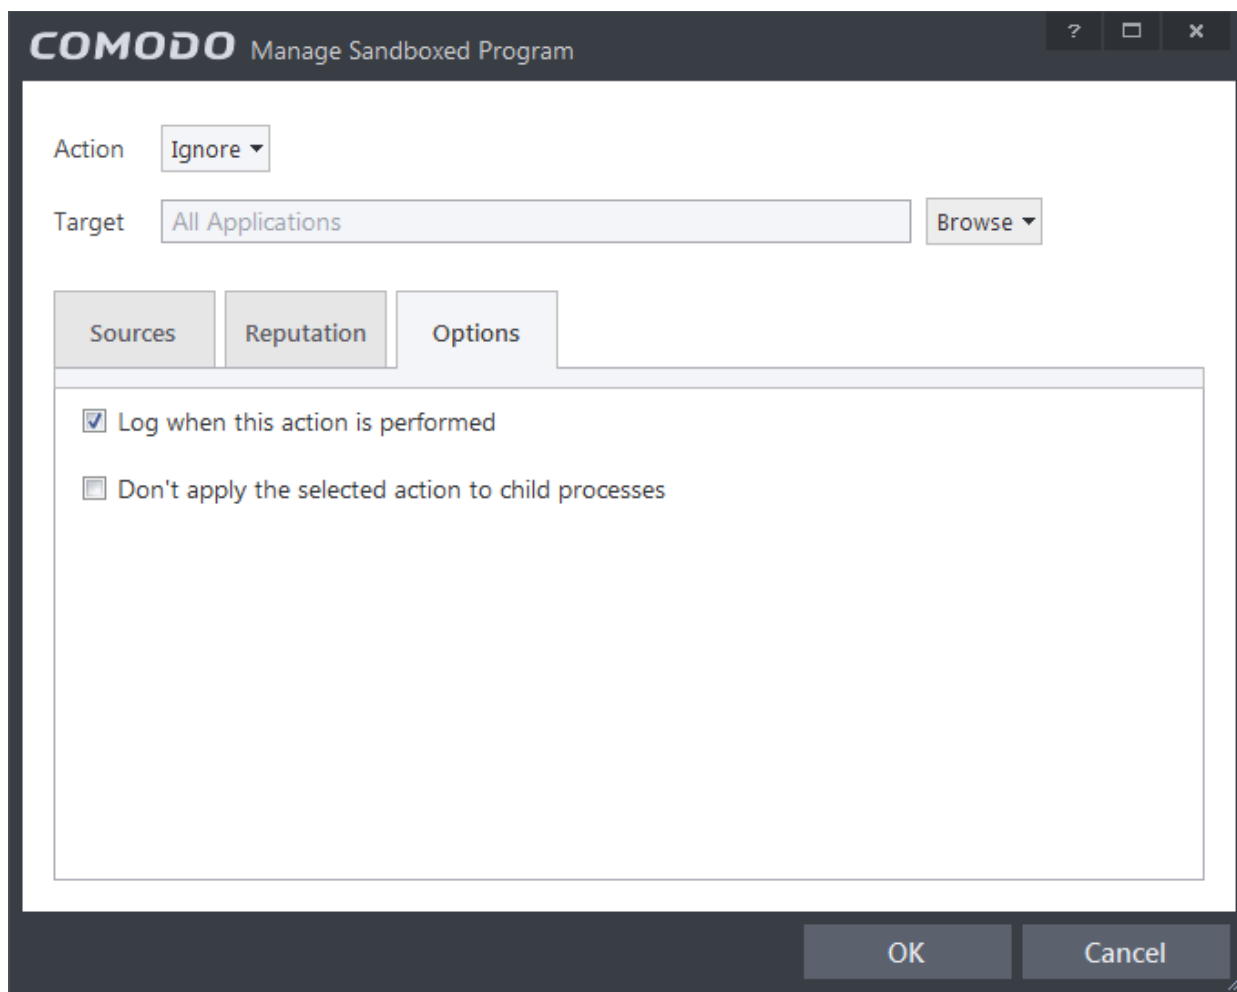 COMODO Manage Sandboxed Program
?
Action Ignore
Target All Applications Browse
Sources Reputation Options
Log when this action is performed
Don't apply the selected action to child processes
OK Cancel